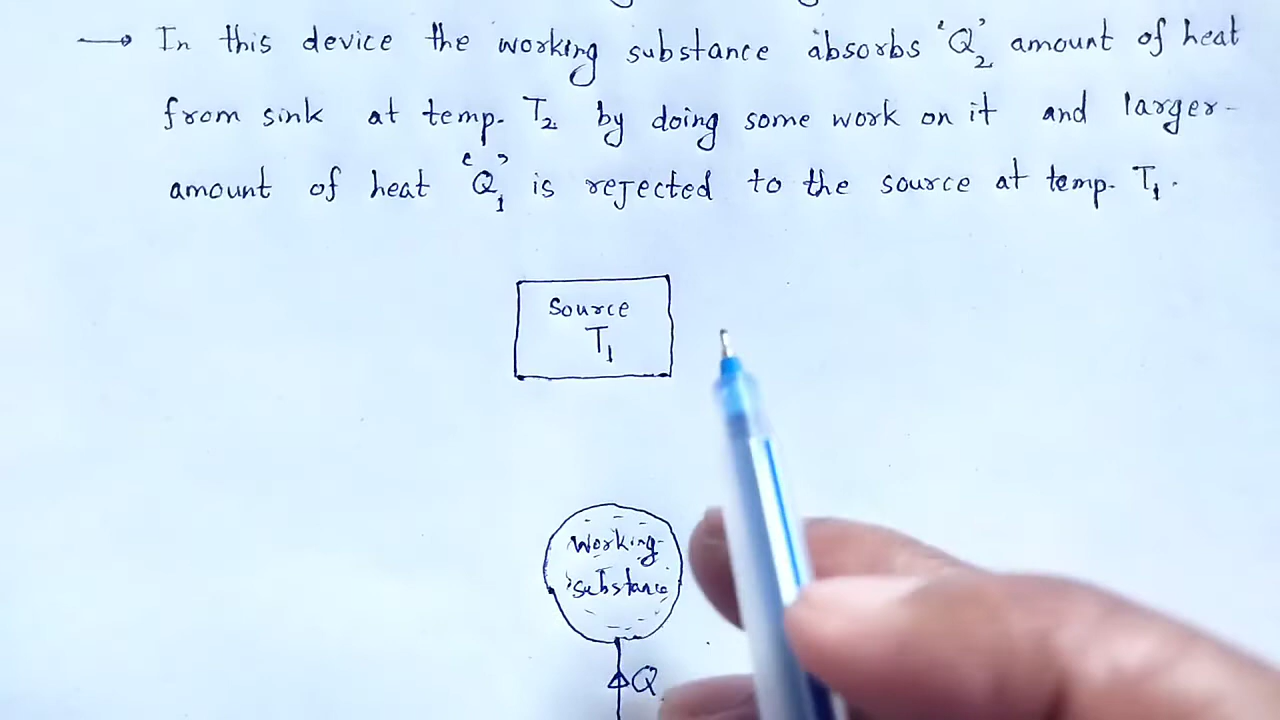 → In this device the working substance absorbs ‘Q₂’ amount of heat
from sink at temp. T₂ by doing some work on it and larger-
amount of heat ‘Q₁’ is rejected to the source at temp. T₁.
Source
T₁
Working-
substance
Q